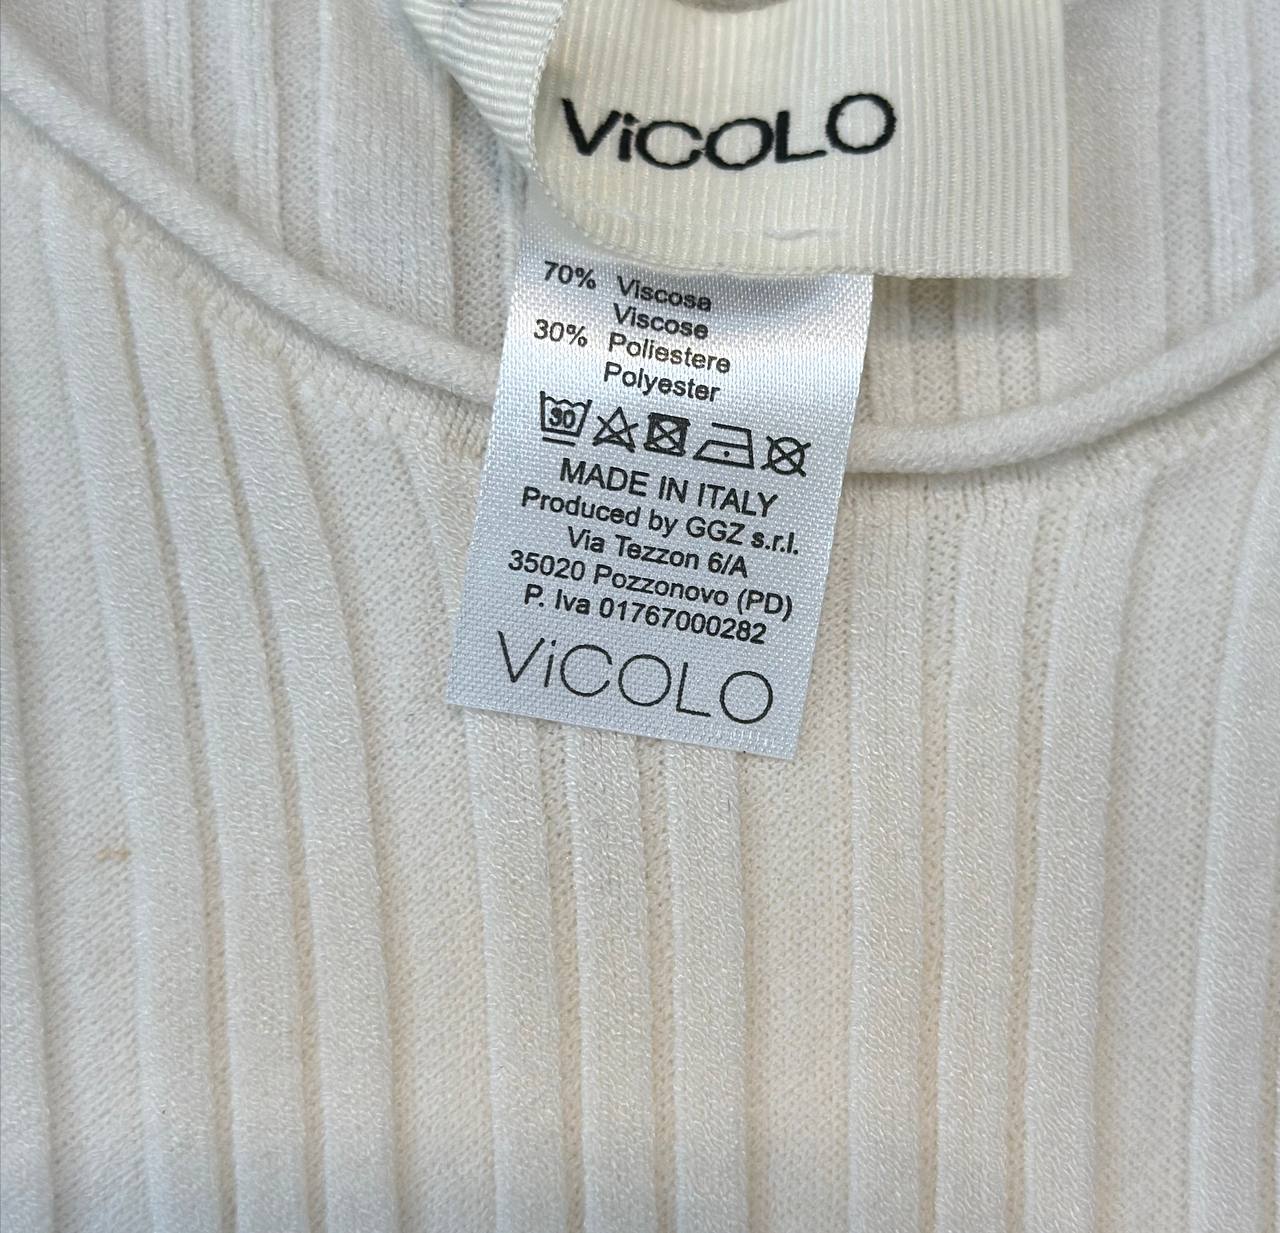 ViCOLO
70% Viscosa
Viscose
30% Poliestere
Polyester
30
MADE IN ITALY
Produced by GGZ s.r.l.
Via Tezzon 6/A
35020 Pozzonovo (PD)
P. Iva 01767000282
ViCOLO